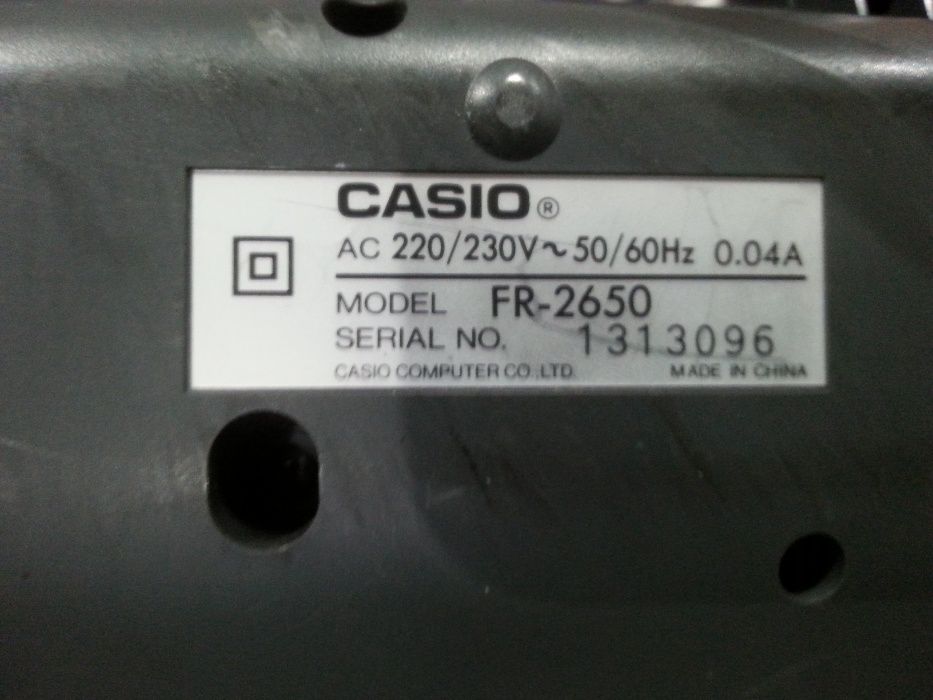 CASIO®
AC 220/230V~50/60Hz 0.04A
MODEL FR-2650
SERIAL NO. 1313096
CASIO COMPUTER CO.,LTD. MADE IN CHINA